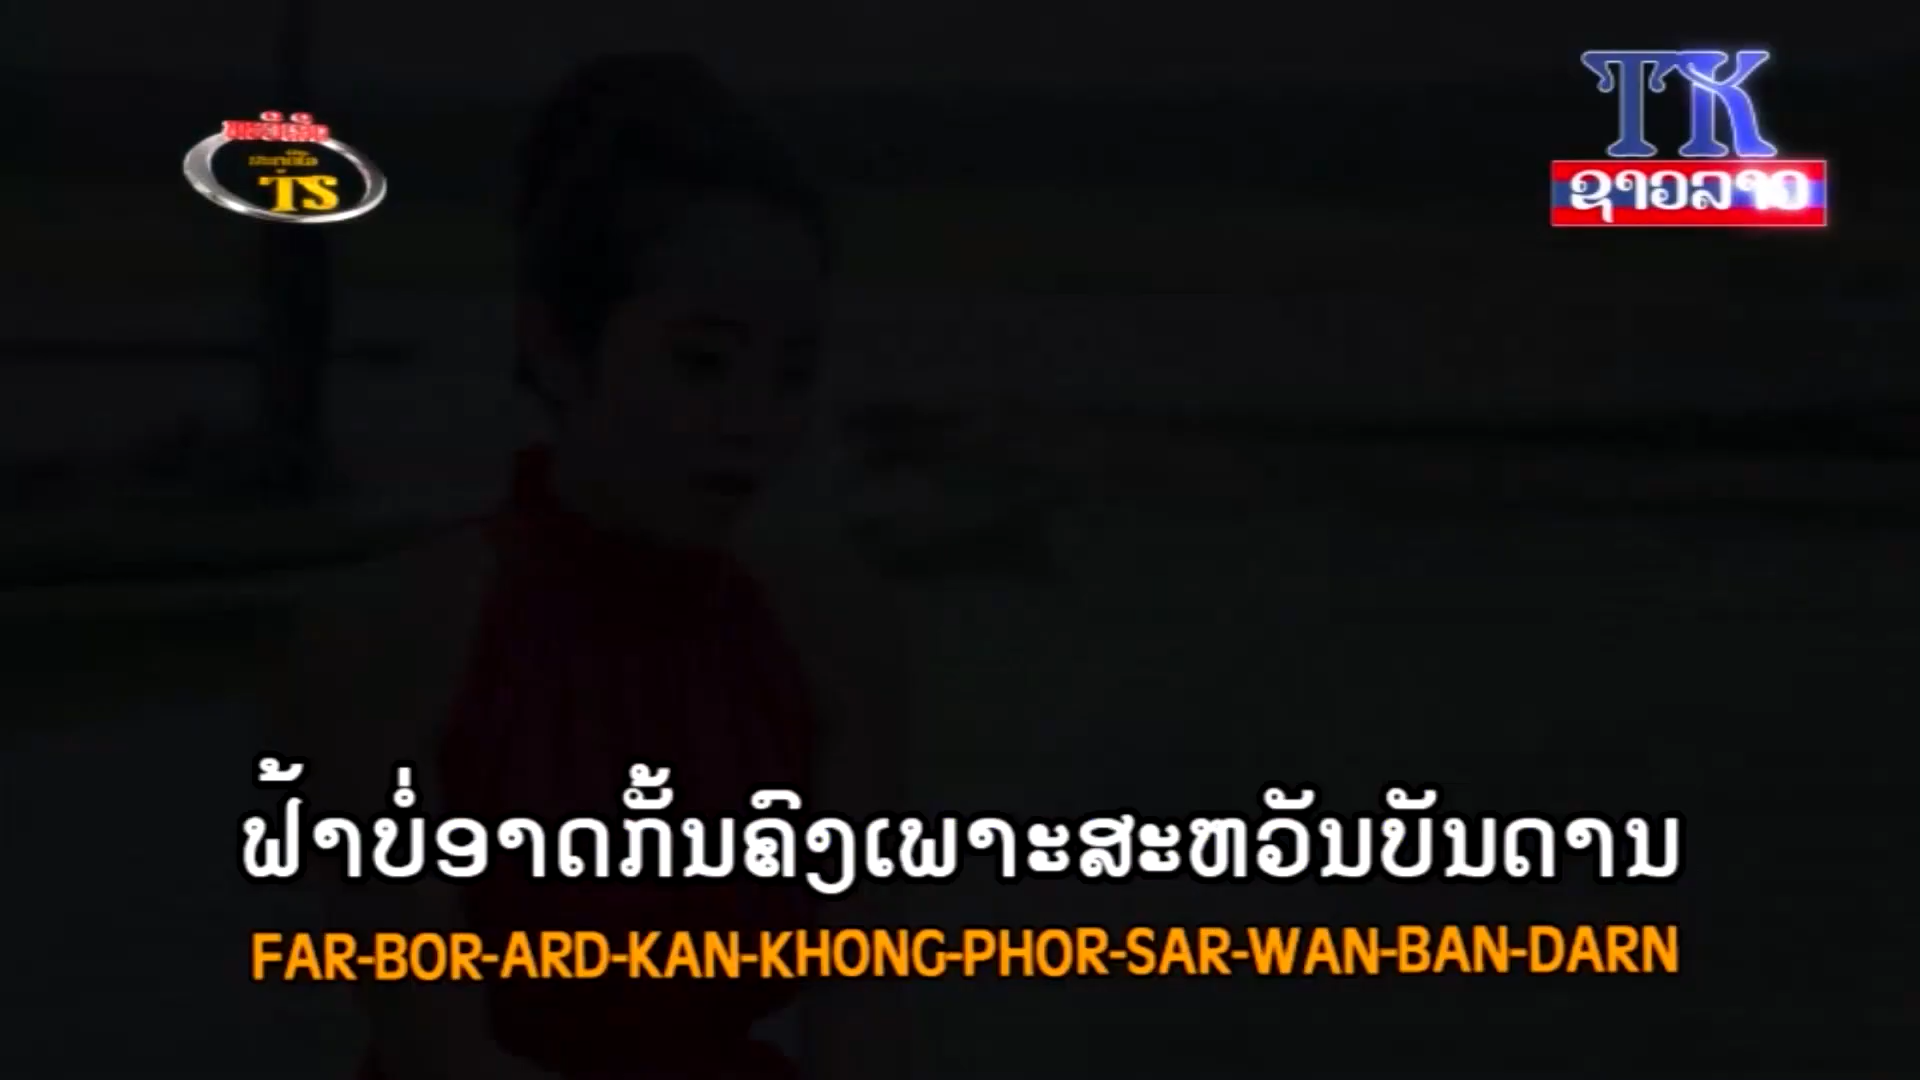 TS
TK
ຊາວລາວ
ຟ້າບໍ່ອາດກັ້ນຄົງເພາະສະຫວັນບັນດານ
FAR-BOR-ARD-KAN-KHONG-PHOR-SAR-WAN-BAN-DARN